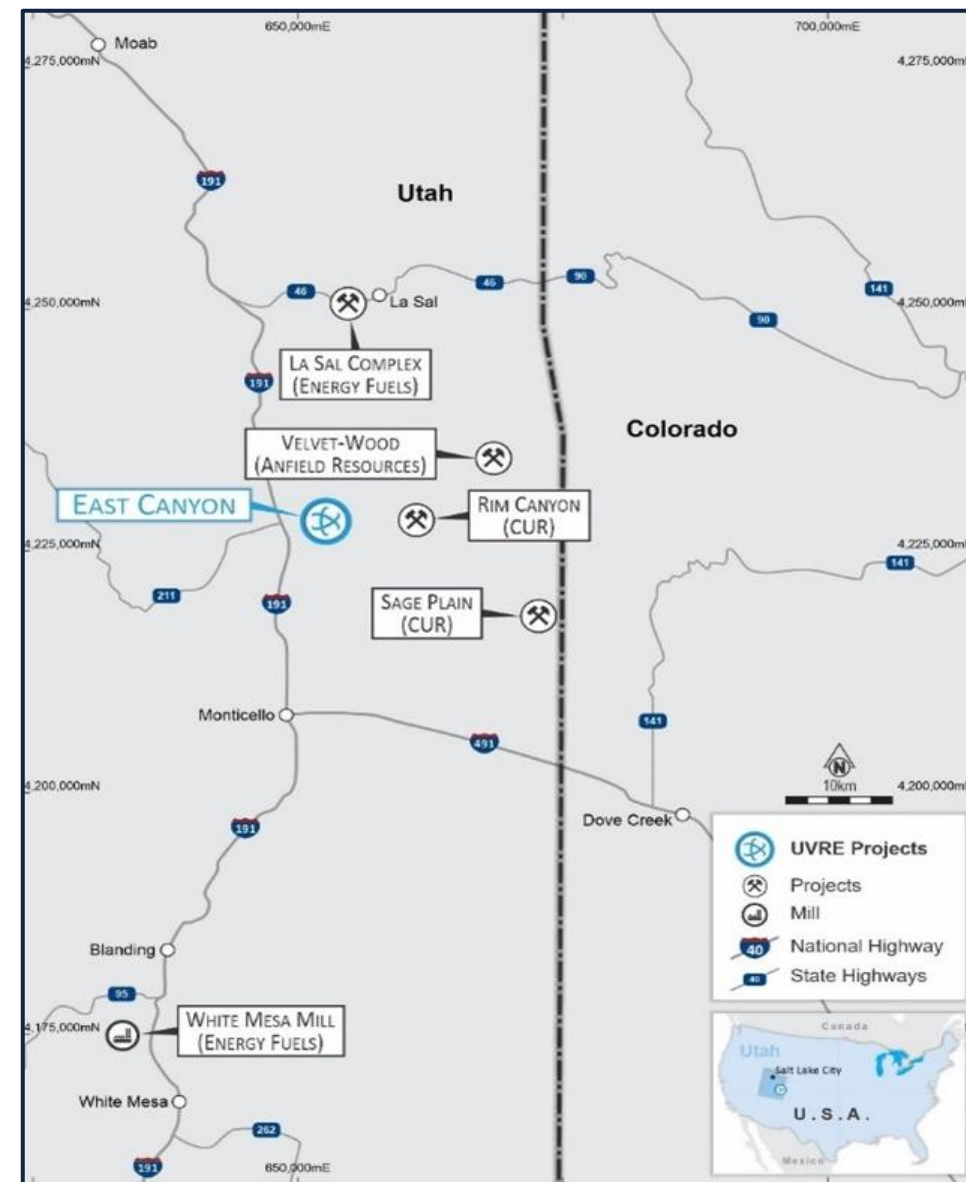 650,000mE
700,000mE
Moab
4,275,000mN
4,275,000m
191
Utah
46
46
90
141
La Sal
4,250,000mN
4,250,000m
90
LA SAL COMPLEX
(ENERGY FUELS)
191
Colorado
VELVET-WOOD
(ANFIELD RESOURCES)
EAST CANYON
RIM CANYON
(CUR)
4,225,000mN
4,225,000m
141
211
191
SAGE PLAIN
(CUR)
Monticello
141
491
N
10km
4,200,000mN
4,200,000m
Dove Creek
191
UVRE Projects
Projects
Mill
40
National Highway
40
State Highways
Blanding
95
4,175,000mN
WHITE MESA MILL
(ENERGY FUELS)
White Mesa
262
191
650,000mE
Canada
Utah
Salt Lake City
U.S.A.
Mexico